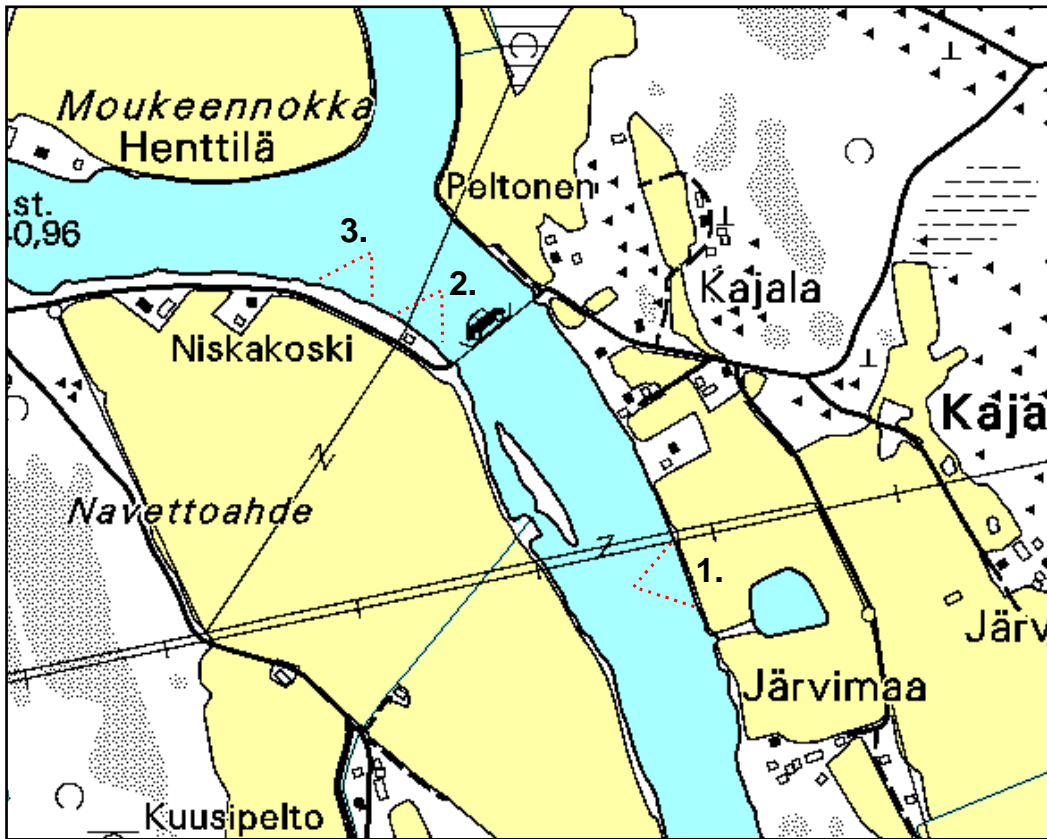 Moukeennokka
Henttilä
.st.
40,96
Peltonen
3.
2.
Kajala
Niskakoski
Kaja
Z
Navettoahde
Z
1.
Järv
Järvimaa
Kuusipelto